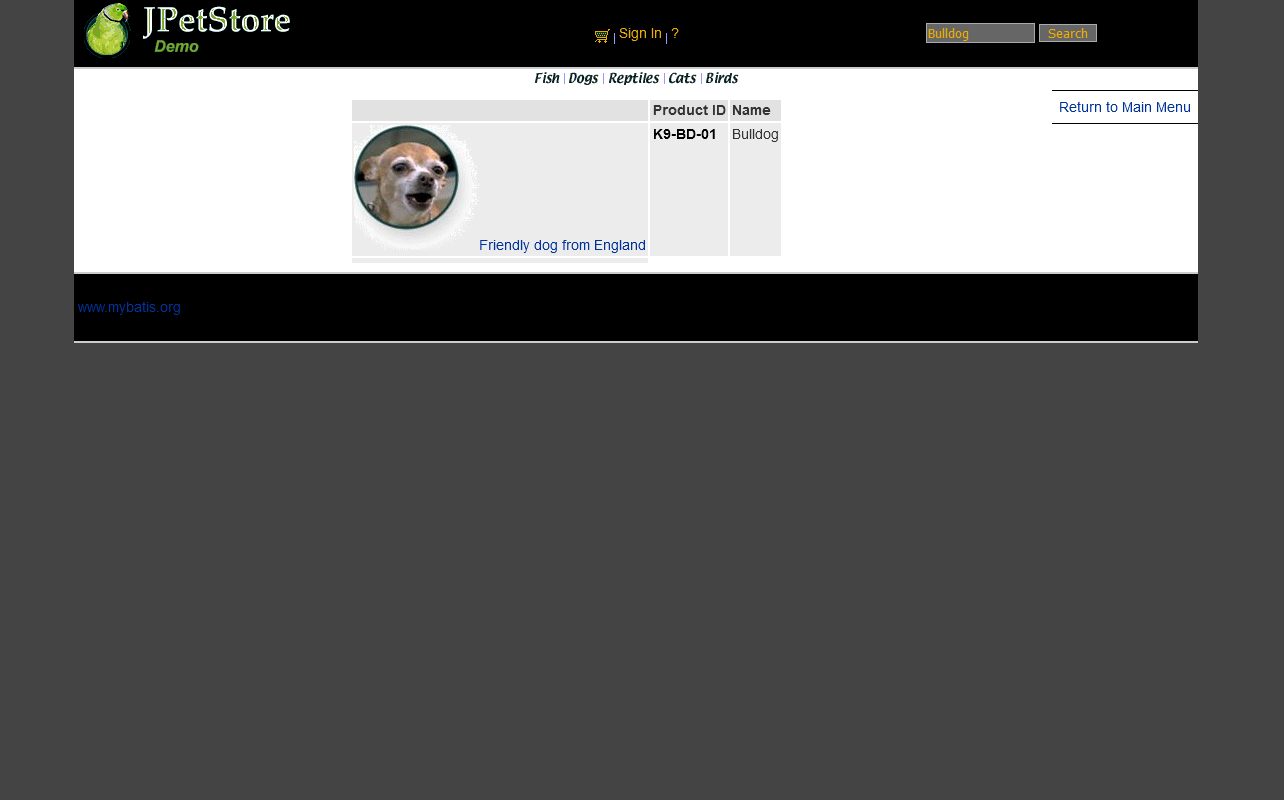 JPetStore
Demo
Sign In | ?
Bulldog
Search
Fish | Dogs | Reptiles | Cats | Birds
Return to Main Menu
Product ID Name
Friendly dog from England K9-BD-01 Bulldog
www.mybatis.org